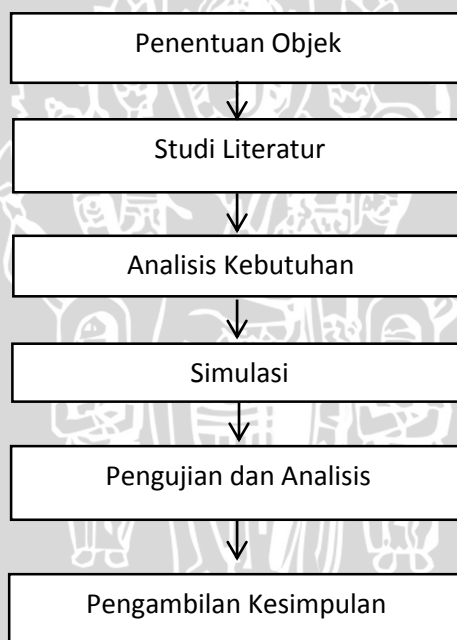 Penentuan Objek
Studi Literatur
Analisis Kebutuhan
Simulasi
Pengujian dan Analisis
Pengambilan Kesimpulan